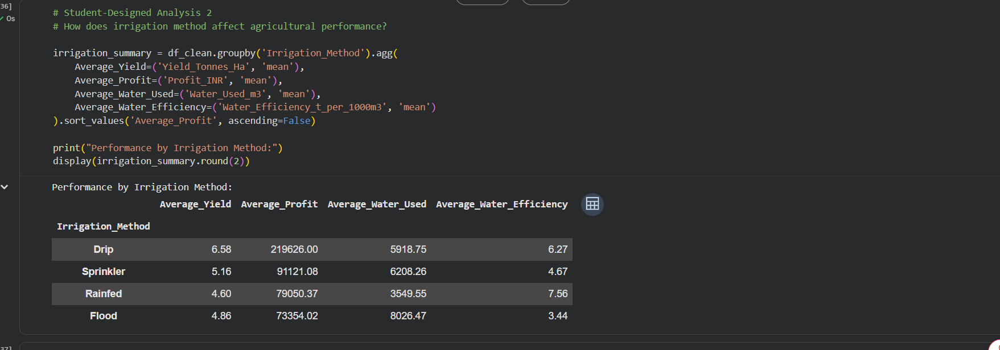 36]
0s
# Student-Designed Analysis 2
# How does irrigation method affect agricultural performance?
irrigation_summary = df_clean.groupby('Irrigation_Method').agg(
    Average_Yield=('Yield_Tonnes_Ha', 'mean'),
    Average_Profit=('Profit_INR', 'mean'),
    Average_Water_Used=('Water_Used_m3', 'mean'),
    Average_Water_Efficiency=('Water_Efficiency_t_per_1000m3', 'mean')
).sort_values('Average_Profit', ascending=False)
print("Performance by Irrigation Method:")
display(irrigation_summary.round(2))
Performance by Irrigation Method:
Average_Yield Average_Profit Average_Water_Used Average_Water_Efficiency
Irrigation_Method
Drip 6.58 219626.00 5918.75 6.27
Sprinkler 5.16 91121.08 6208.26 4.67
Rainfed 4.60 79050.37 3549.55 7.56
Flood 4.86 73354.02 8026.47 3.44
37]